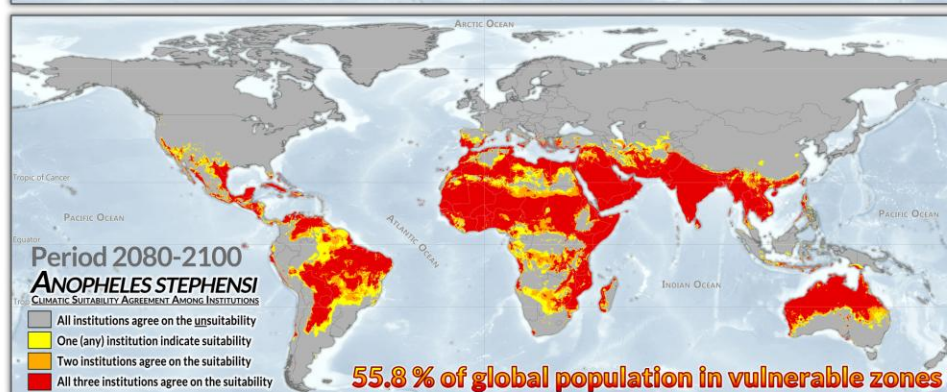 ARCTIC OCEAN
Tropic of Cancer
PACIFIC OCEAN
ATLANTIC OCEAN
PACIFIC OCEAN
Equator
INDIAN OCEAN
Period 2080-2100
ANOPHELES STEPHENSI
CLIMATIC SUITABILITY AGREEMENT AMONG INSTITUTIONS
All institutions agree on the unsuitability
One (any) institution indicate suitability
Two institutions agree on the suitability
All three institutions agree on the suitability
55.8 % of global population in vulnerable zones